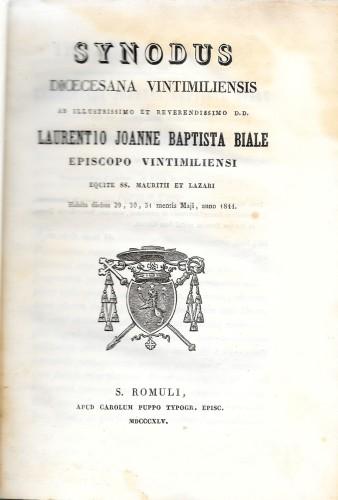 SYNODUS
DIŒCESANA VINTIMILIENSIS
AB ILLUSTRISSIMO ET REVERENDISSIMO D.D.
LAURENTIO JOANNE BAPTISTA BIALE
EPISCOPO VINTIMILIENSI
EQUITE SS. MAURITII ET LAZARI
Habita diebus 29, 30, 31 mensis Maji, anno 1844.
S. ROMULI,
APUD CAROLUM PUPPO TYPOGR. EPISC.
MDCCCXLV.